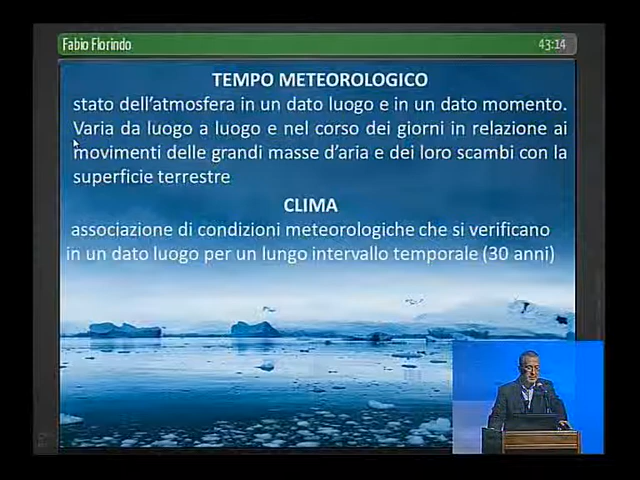 Fabio Florindo
43:14
TEMPO METEOROLOGICO
stato dell'atmosfera in un dato luogo e in un dato momento.
Varia da luogo a luogo e nel corso dei giorni in relazione ai
movimenti delle grandi masse d'aria e dei loro scambi con la
superficie terrestre
CLIMA
associazione di condizioni meteorologiche che si verificano
in un dato luogo per un lungo intervallo temporale (30 anni)